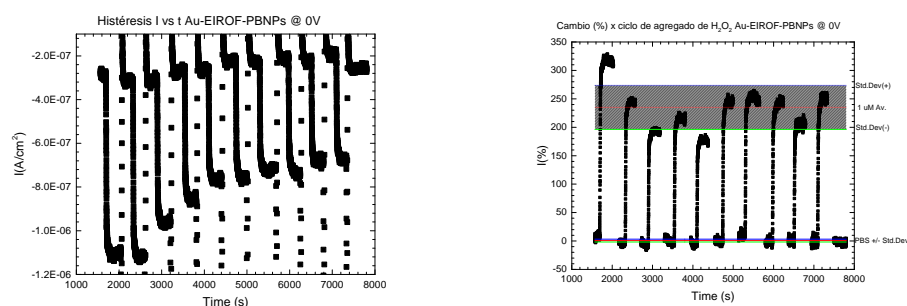 Histéresis I vs t Au-EIROF-PBNPs @ 0V
-2.0E-07
-4.0E-07
-6.0E-07
-8.0E-07
-1.0E-06
-1.2E-06
I(A/cm²)
1000 2000 3000 4000 5000 6000 7000 8000
Time (s)
Cambio (%) x ciclo de agregado de H₂O₂ Au-EIROF-PBNPs @ 0V
350
300
250
200
150
100
50
0
-50
I(%)
Std.Dev(+)
1 uM Av.
Std.Dev(-)
PBS +/- Std.Dev
1000 2000 3000 4000 5000 6000 7000 8000
Time (s)